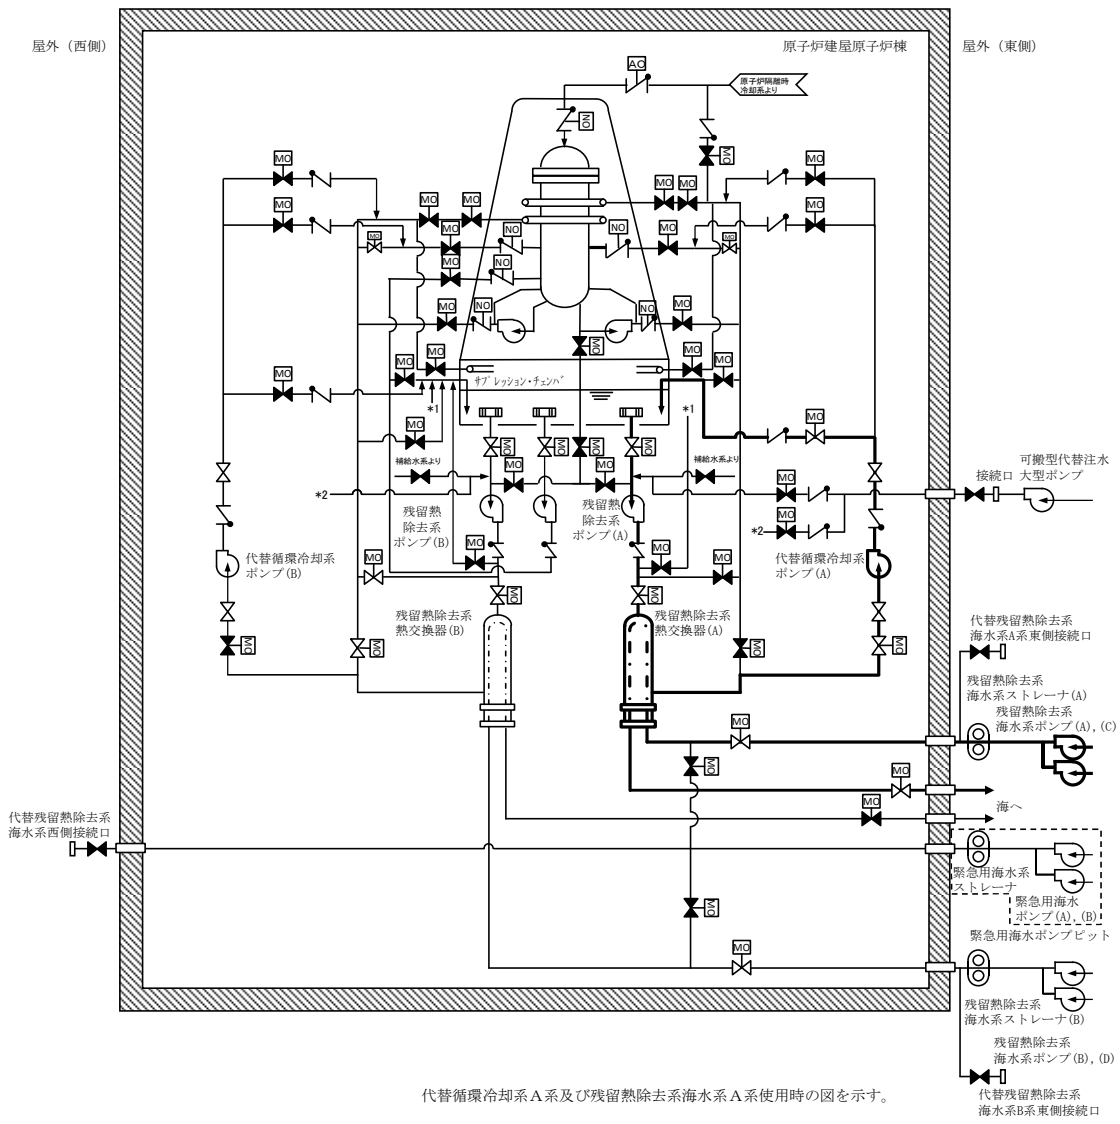 屋外（西側）
原子炉建屋原子炉棟
屋外（東側）
AO
原子炉隔離時
冷却系より
NO
MO
MO
MO
MO
MO
MO
MO
MO
MO
MO
MO
MO
NO
NO
MO
MO
MO
MO
NO
MO
NO
NO
MO
MO
MO
MO
MO
MO
MO
サプレッション・チェンバ
MO
*1
*1
MO
MO
MO
MO
MO
MO
MO
補給水系より
補給水系より
MO
MO
MO
可搬型代替注水
大型ポンプ
接続口
*2
MO
*2
残留熱
除去系
ポンプ(B)
残留熱
除去系
ポンプ(A)
代替循環冷却系
ポンプ(B)
MO
MO
MO
MO
代替循環冷却系
ポンプ(A)
MO
MO
残留熱除去系
熱交換器(B)
残留熱除去系
熱交換器(A)
MO
MO
MO
MO
代替残留熱除去系
海水系A系東側接続口
残留熱除去系
海水系ストレーナ(A)
残留熱除去系
海水系ポンプ(A),(C)
MO
MO
MO
MO
海へ
代替残留熱除去系
海水系西側接続口
緊急用海水系
ストレーナ
緊急用海水
ポンプ(A),(B)
緊急用海水ポンプピット
MO
MO
残留熱除去系
海水系ストレーナ(B)
残留熱除去系
海水系ポンプ(B),(D)
代替残留熱除去系
海水系B系東側接続口
代替循環冷却系Ａ系及び残留熱除去系海水系Ａ系使用時の図を示す。